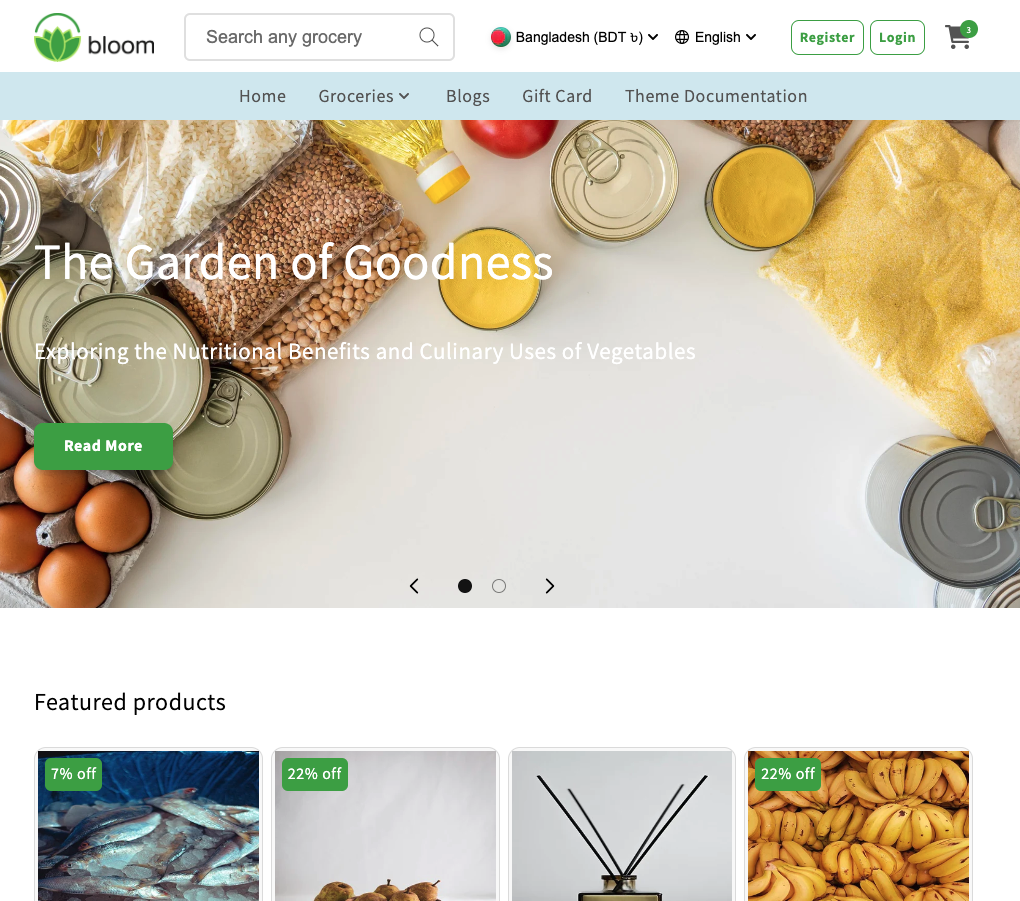 bloom
Search any grocery
Bangladesh (BDT ৳)
English
Register
Login
3
Home
Groceries
Blogs
Gift Card
Theme Documentation
The Garden of Goodness
Exploring the Nutritional Benefits and Culinary Uses of Vegetables
Read More
Featured products
7% off
22% off
22% off